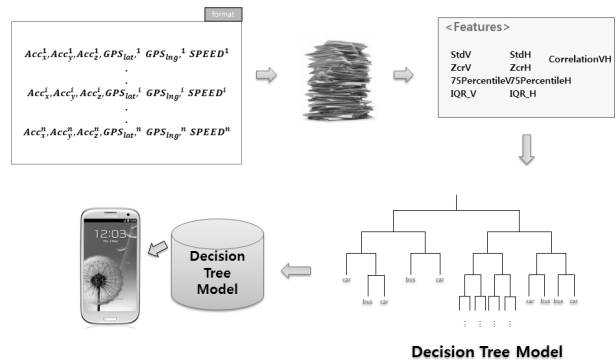 format
Acc_x^1,Acc_y^1,Acc_z^1,GPS_lat,^1 GPS_lng,^1 SPEED^1
.
.
Acc_x^i,Acc_y^i,Acc_z^i,GPS_lat,^i GPS_lng,^i SPEED^i
.
.
Acc_x^n,Acc_y^n,Acc_z^n,GPS_lat,^n GPS_lng,^n SPEED^n
<Features>
StdV StdH CorrelationVH
ZcrV ZcrH
75PercentileV75PercentileH
IQR_V IQR_H
12:03
Decision
Tree
Model
car bus car bus car car bus bus car
Decision Tree Model